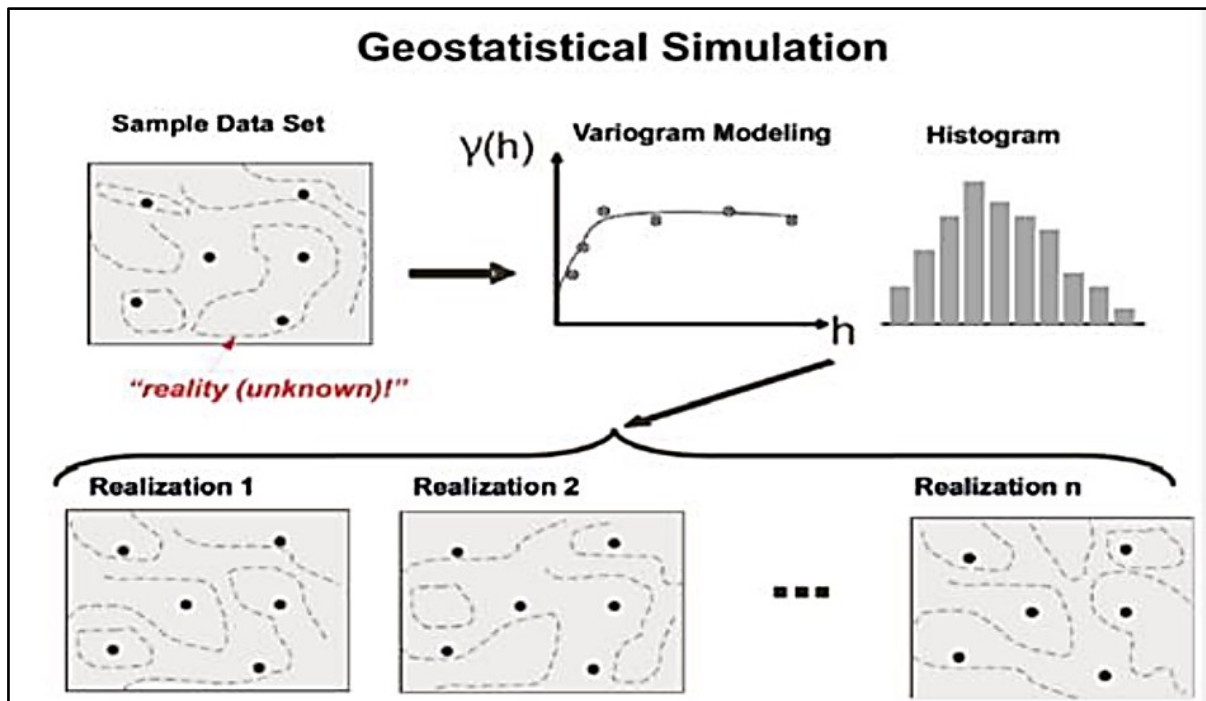 Geostatistical Simulation
Sample Data Set
γ(h)
Variogram Modeling
Histogram
h
"reality (unknown)!"
Realization 1
Realization 2
Realization n